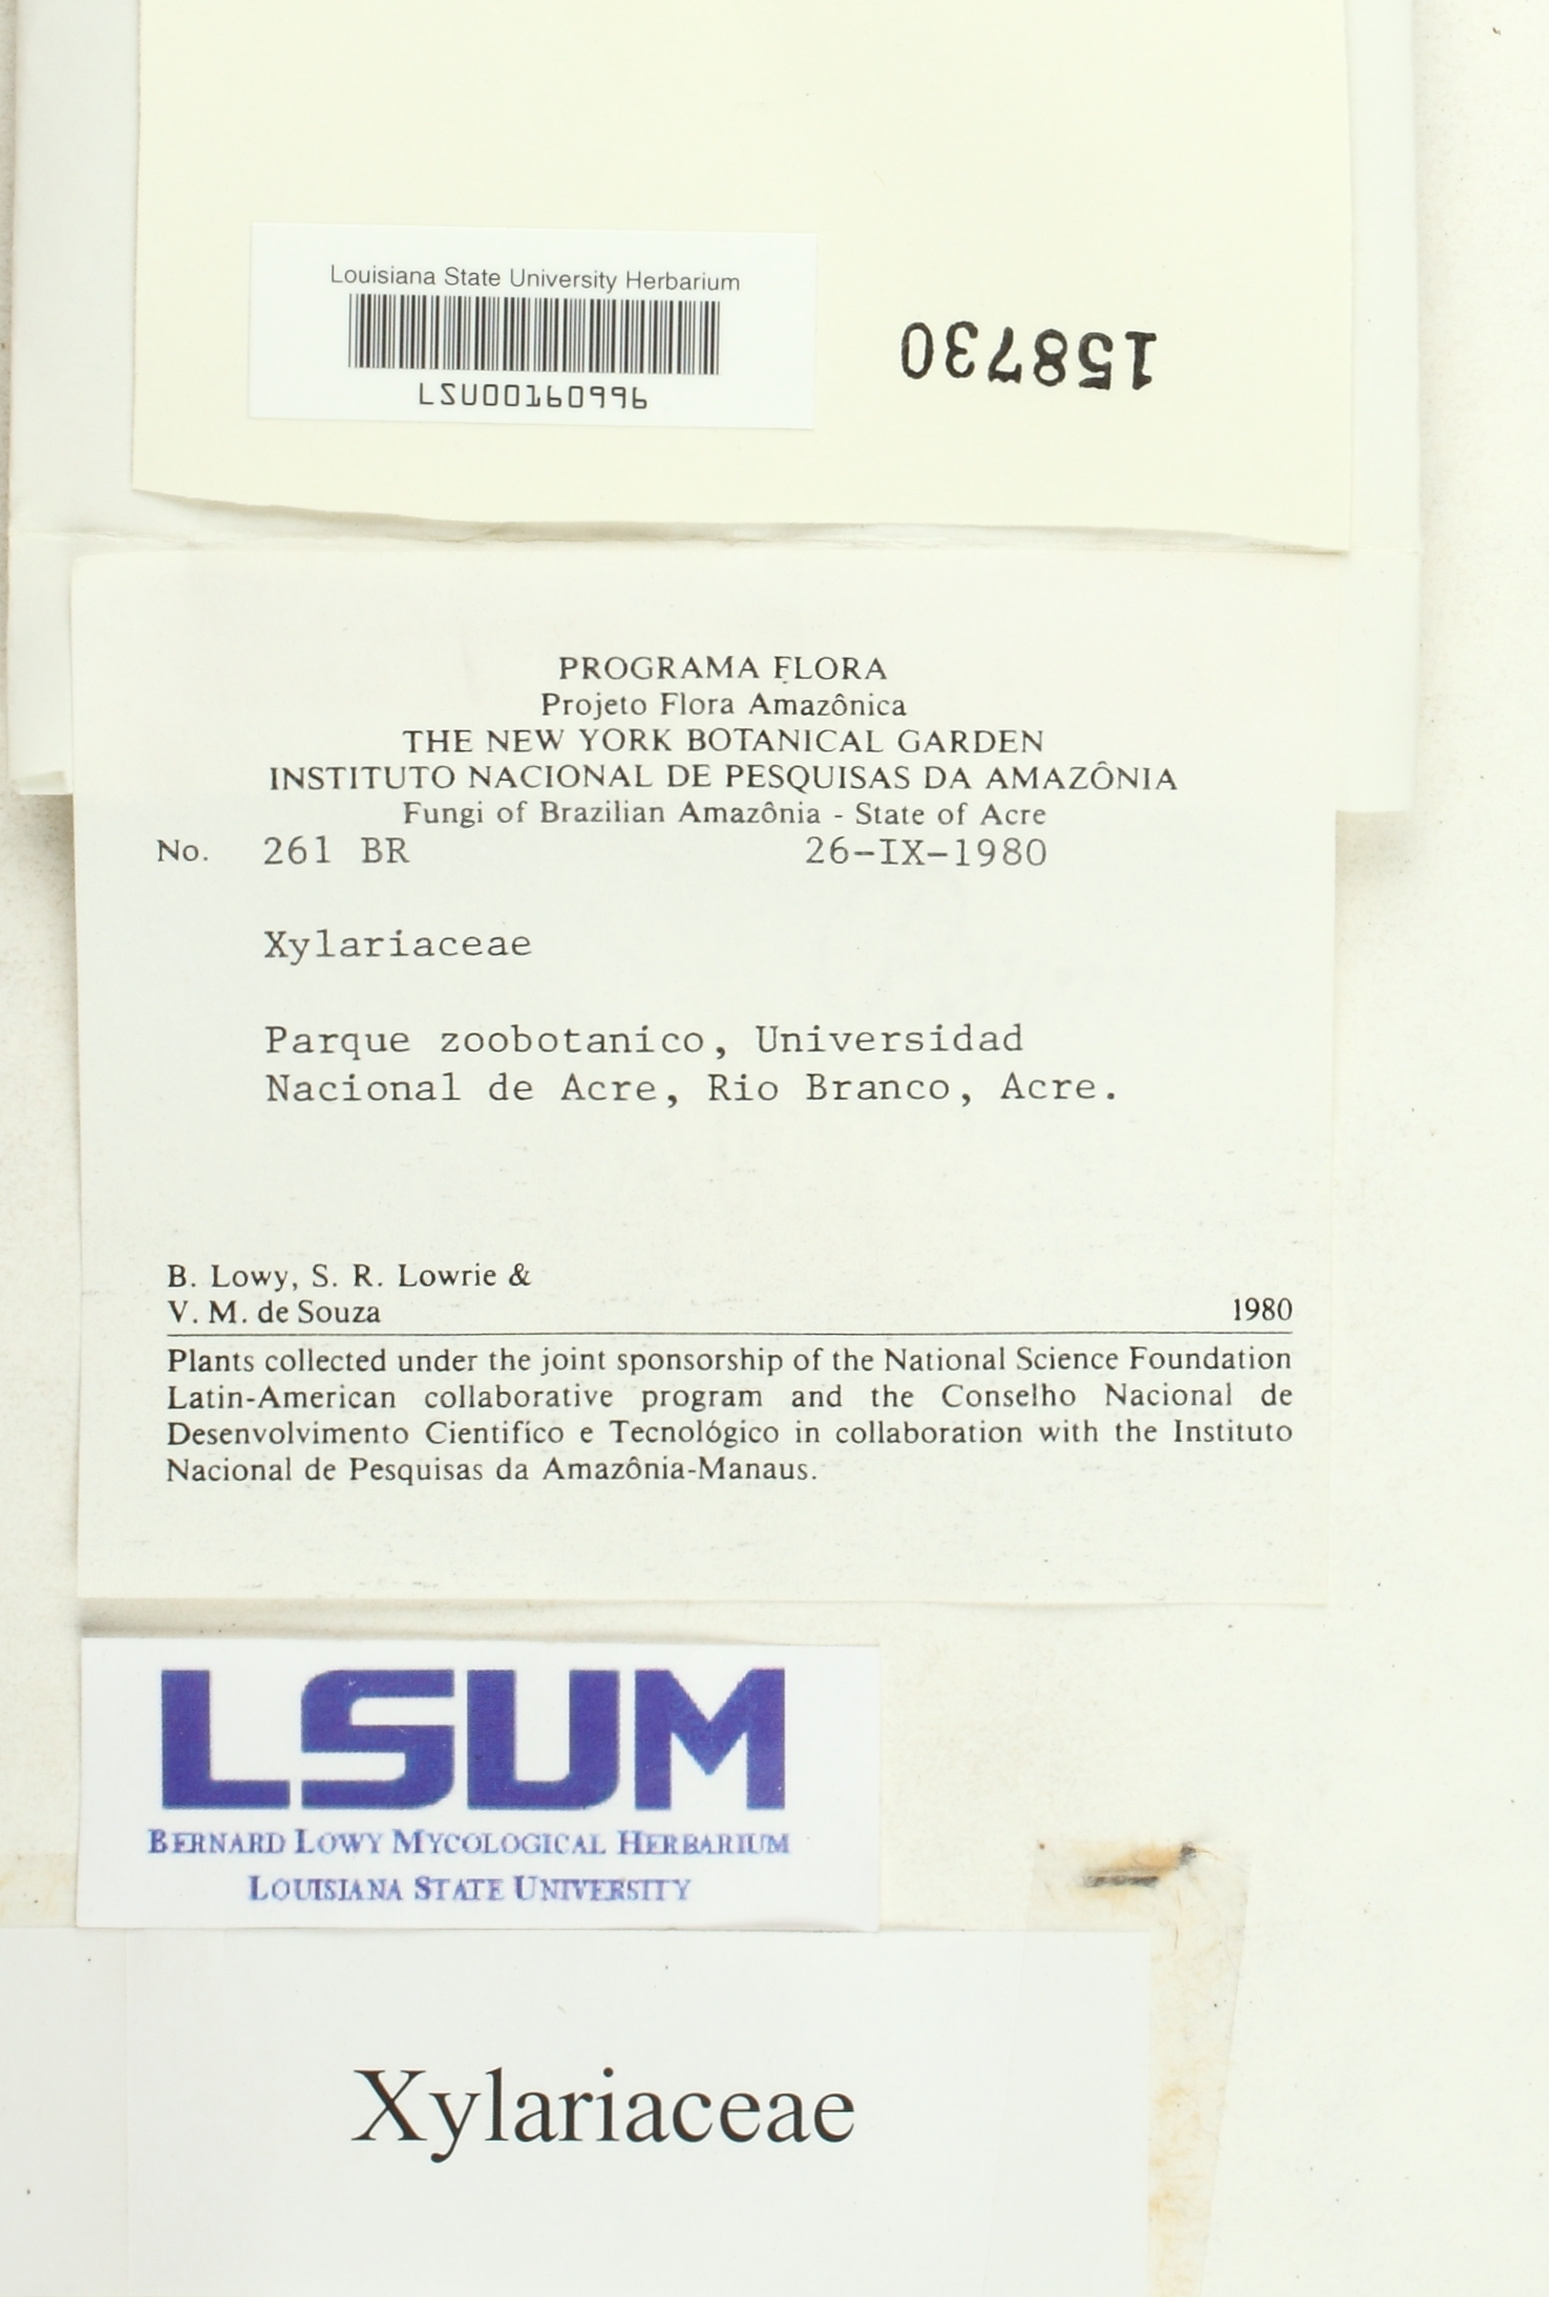 Louisiana State University Herbarium
LSU00160996
158730
PROGRAMA FLORA
Projeto Flora Amazônica
THE NEW YORK BOTANICAL GARDEN
INSTITUTO NACIONAL DE PESQUISAS DA AMAZÔNIA
Fungi of Brazilian Amazônia - State of Acre
No. 261 BR 26-IX-1980
Xylariaceae
Parque zoobotanico, Universidad
Nacional de Acre, Rio Branco, Acre.
B. Lowy, S. R. Lowrie &
V. M. de Souza 1980
Plants collected under the joint sponsorship of the National Science Foundation
Latin-American collaborative program and the Conselho Nacional de
Desenvolvimento Cientifíco e Tecnológico in collaboration with the Instituto
Nacional de Pesquisas da Amazônia-Manaus.
LSUM
BERNARD LOWY MYCOLOGICAL HERBARIUM
LOUISIANA STATE UNIVERSITY
Xylariaceae